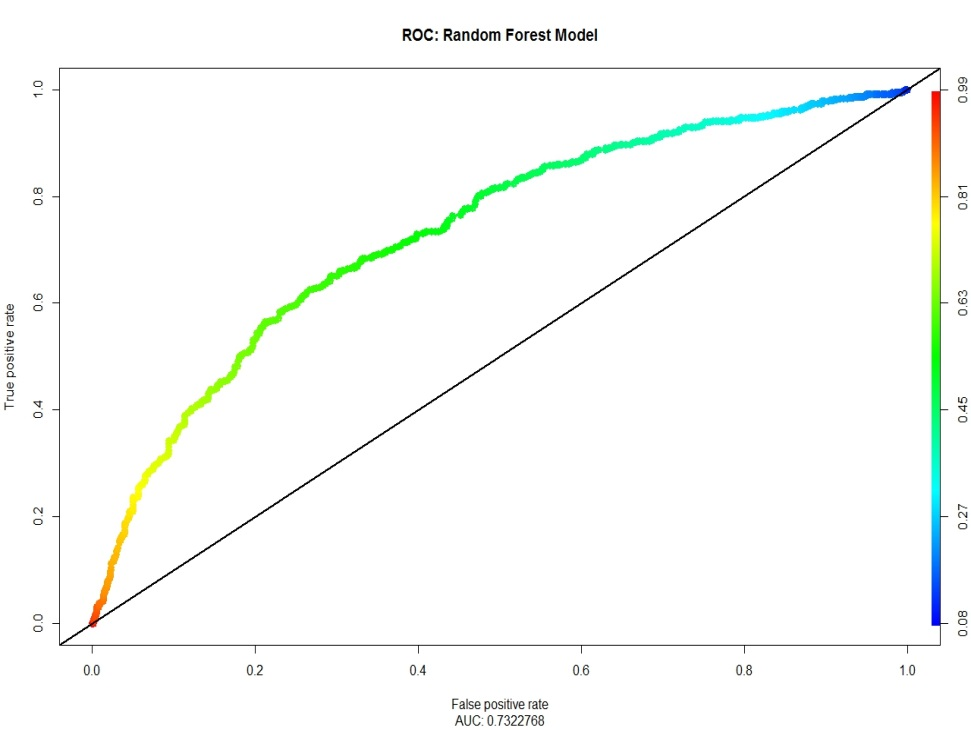 ROC: Random Forest Model
True positive rate
1.0
0.8
0.6
0.4
0.2
0.0
0.99
0.81
0.63
0.45
0.27
0.08
0.0 0.2 0.4 0.6 0.8 1.0
False positive rate
AUC: 0.7322768